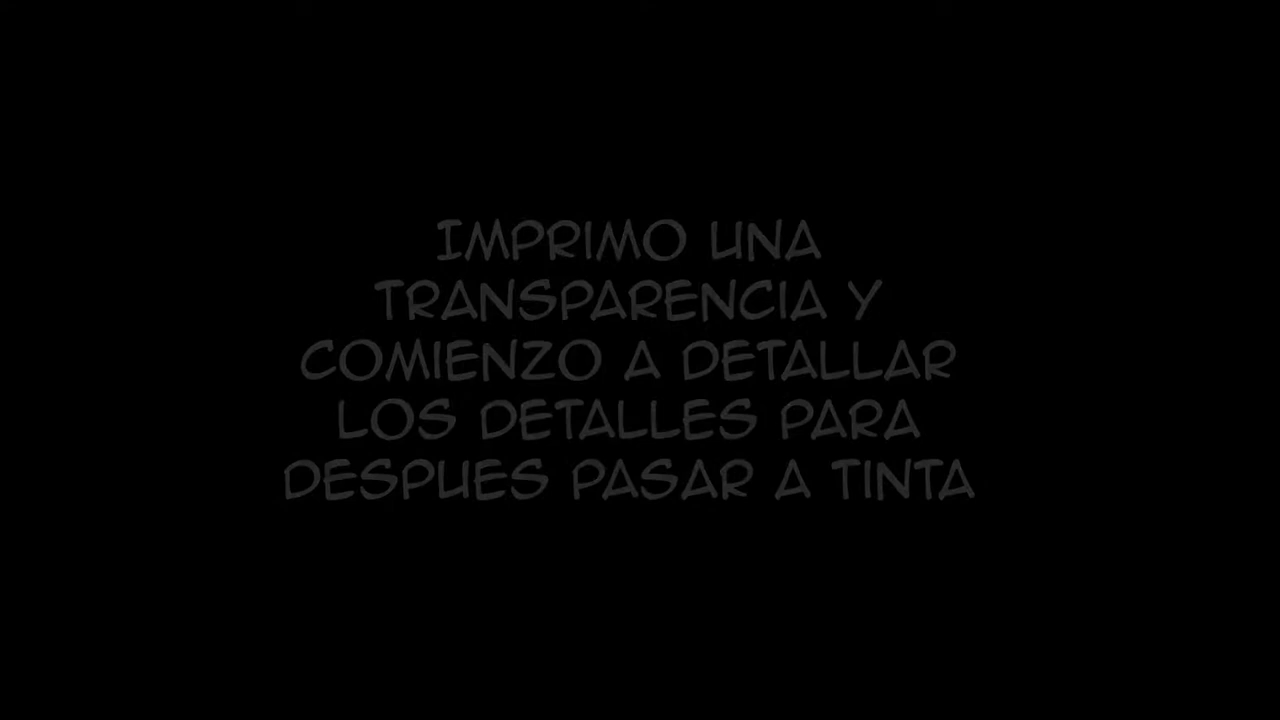 IMPRIMO UNA
TRANSPARENCIA Y
COMIENZO A DETALLAR
LOS DETALLES PARA
DESPUES PASAR A TINTA